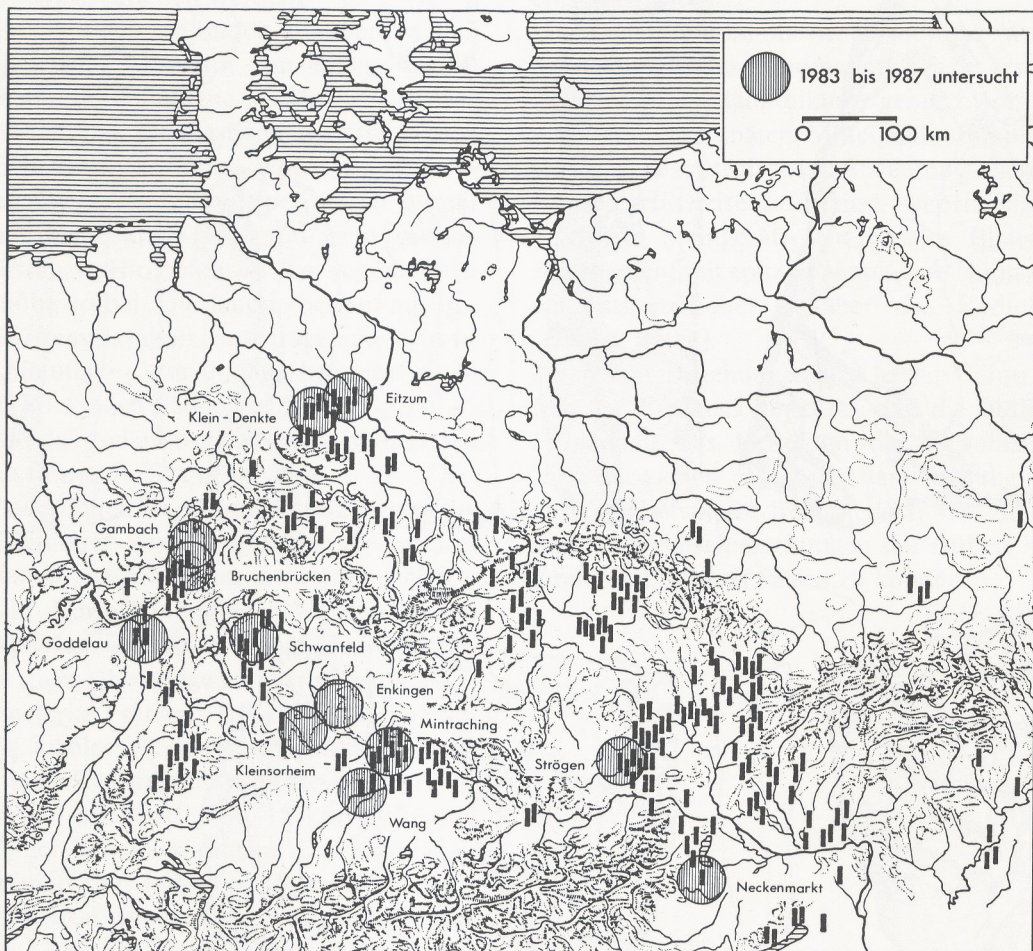 1983 bis 1987 untersucht
0 100 km
Eitzum
Klein-Denkte
Gambach
Bruchenbrücken
Goddelau
Schwanfeld
Enkingen
Mintraching
Kleinsorheim
Strögen
Wang
Neckenmarkt